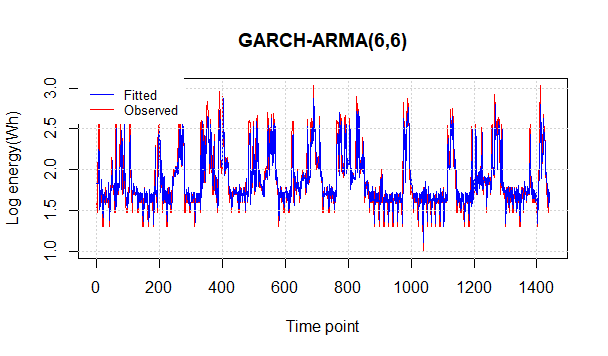 GARCH-ARMA(6,6)
Log energy(Wh)
3.0
2.5
2.0
1.5
1.0
Fitted
Observed
0 200 400 600 800 1000 1200 1400
Time point